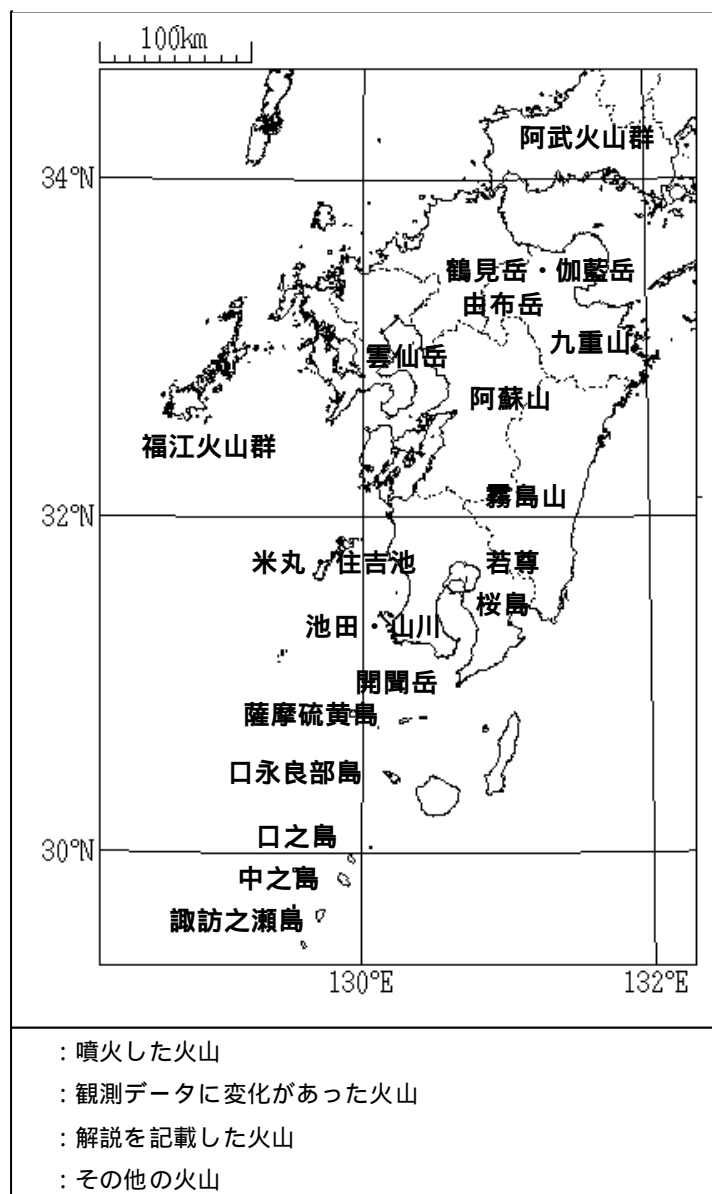 100km
阿武火山群
34°N
鶴見岳・伽藍岳
由布岳
九重山
雲仙岳
阿蘇山
福江火山群
霧島山
32°N
米丸 住吉池
若尊
桜島
池田・山川
開聞岳
薩摩硫黄島
口永良部島
口之島
30°N
中之島
諏訪之瀬島
130°E
132°E
：噴火した火山
：観測データに変化があった火山
：解説を記載した火山
：その他の火山